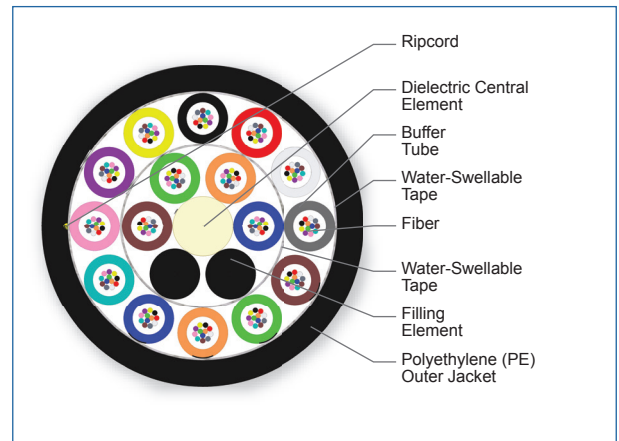 Ripcord
Dielectric Central
Element
Buffer
Tube
Water-Swellable
Tape
Fiber
Water-Swellable
Tape
Filling
Element
Polyethylene (PE)
Outer Jacket